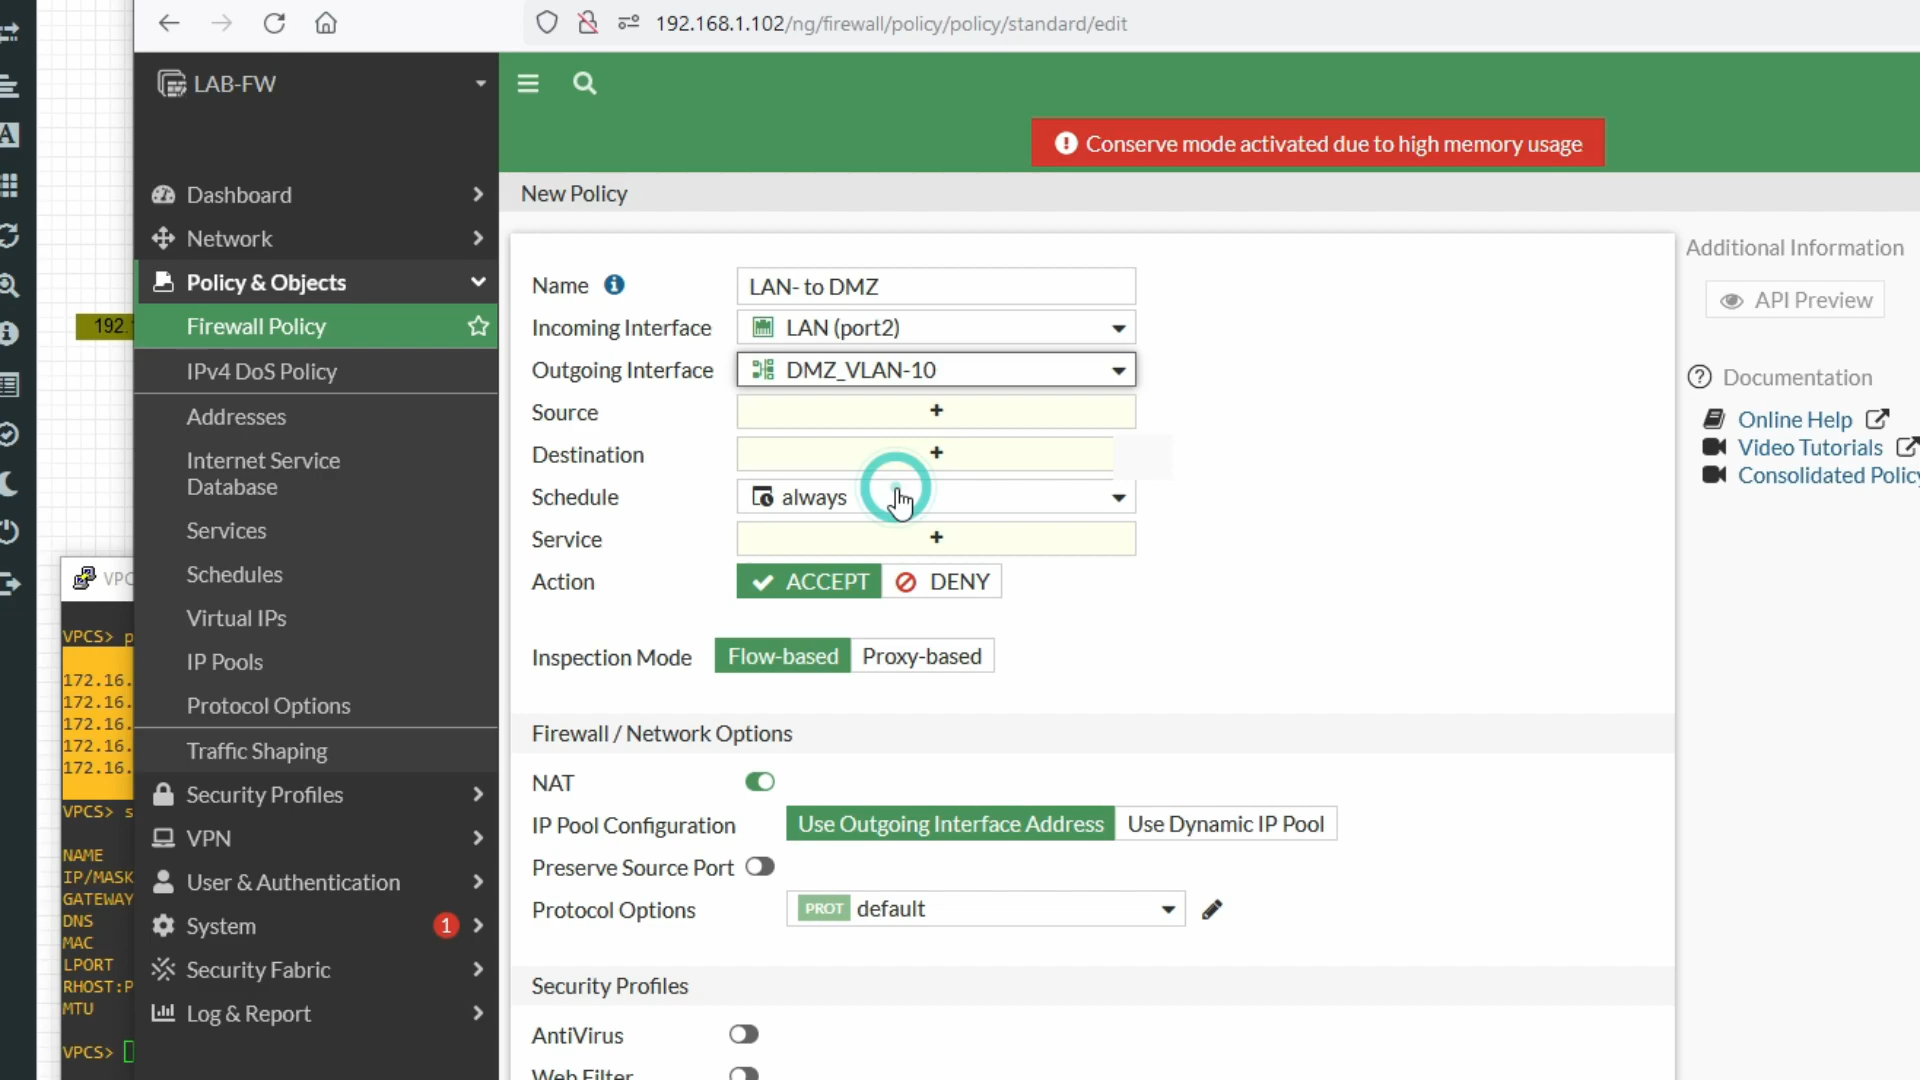 192.168.1.102/ng/firewall/policy/policy/standard/edit
LAB-FW
Conserve mode activated due to high memory usage
New Policy
Dashboard
Network
Policy & Objects
Firewall Policy
IPv4 DoS Policy
Addresses
Internet Service
Database
Services
Schedules
Virtual IPs
IP Pools
Protocol Options
Traffic Shaping
Security Profiles
VPN
User & Authentication
System 1
Security Fabric
Log & Report
Name LAN- to DMZ
Incoming Interface LAN (port2)
Outgoing Interface DMZ_VLAN-10
Source +
Destination +
Schedule always
Service +
Action ACCEPT DENY
Inspection Mode Flow-based Proxy-based
Firewall / Network Options
NAT
IP Pool Configuration Use Outgoing Interface Address Use Dynamic IP Pool
Preserve Source Port
Protocol Options PROT default
Security Profiles
AntiVirus
Web Filter
Additional Information
API Preview
Documentation
Online Help
Video Tutorials
Consolidated Policy
192.
VPC
VPCS> p
172.16.
172.16.
172.16.
172.16.
172.16.
VPCS> s
NAME
IP/MASK
GATEWAY
DNS
MAC
LPORT
RHOST:P
MTU
VPCS>